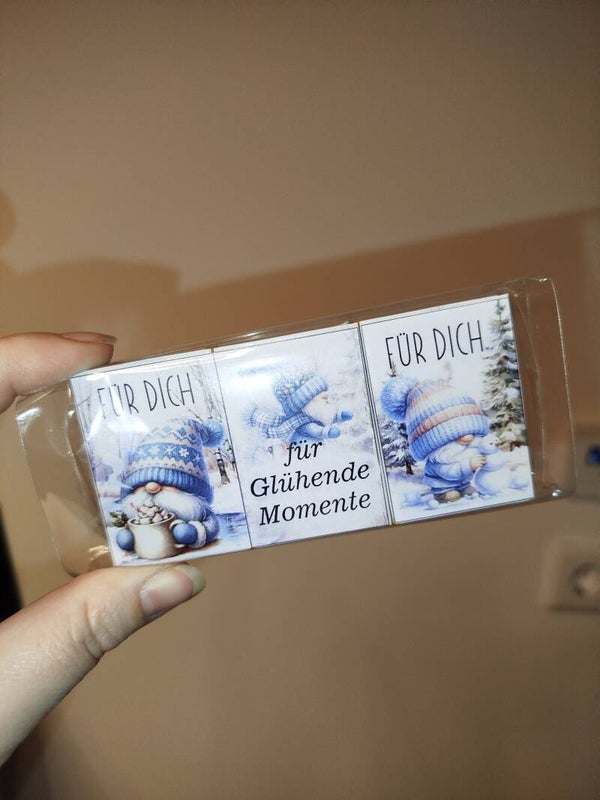 FÜR DICH
für
Glühende
Momente
FÜR DICH